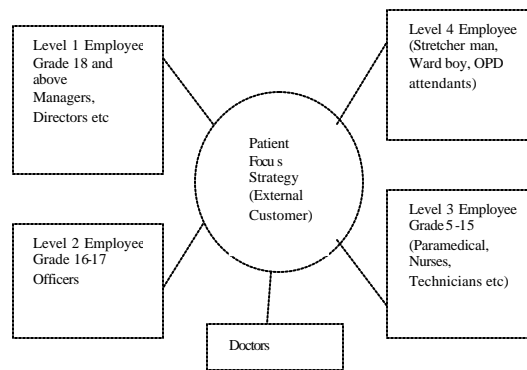 Level 1 Employee
Grade 18 and
above
Managers,
Directors etc
Level 4 Employee
(Stretcher man,
Ward boy, OPD
attendants)
Patient
Focus
Strategy
(External
Customer)
Level 2 Employee
Grade 16-17
Officers
Level 3 Employee
Grade 5-15
(Paramedical,
Nurses,
Technicians etc)
Doctors